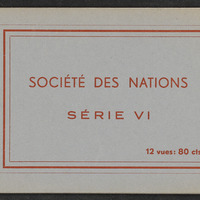 SOCIÉTÉ DES NATIONS
SÉRIE VI
12 vues: 80 cts